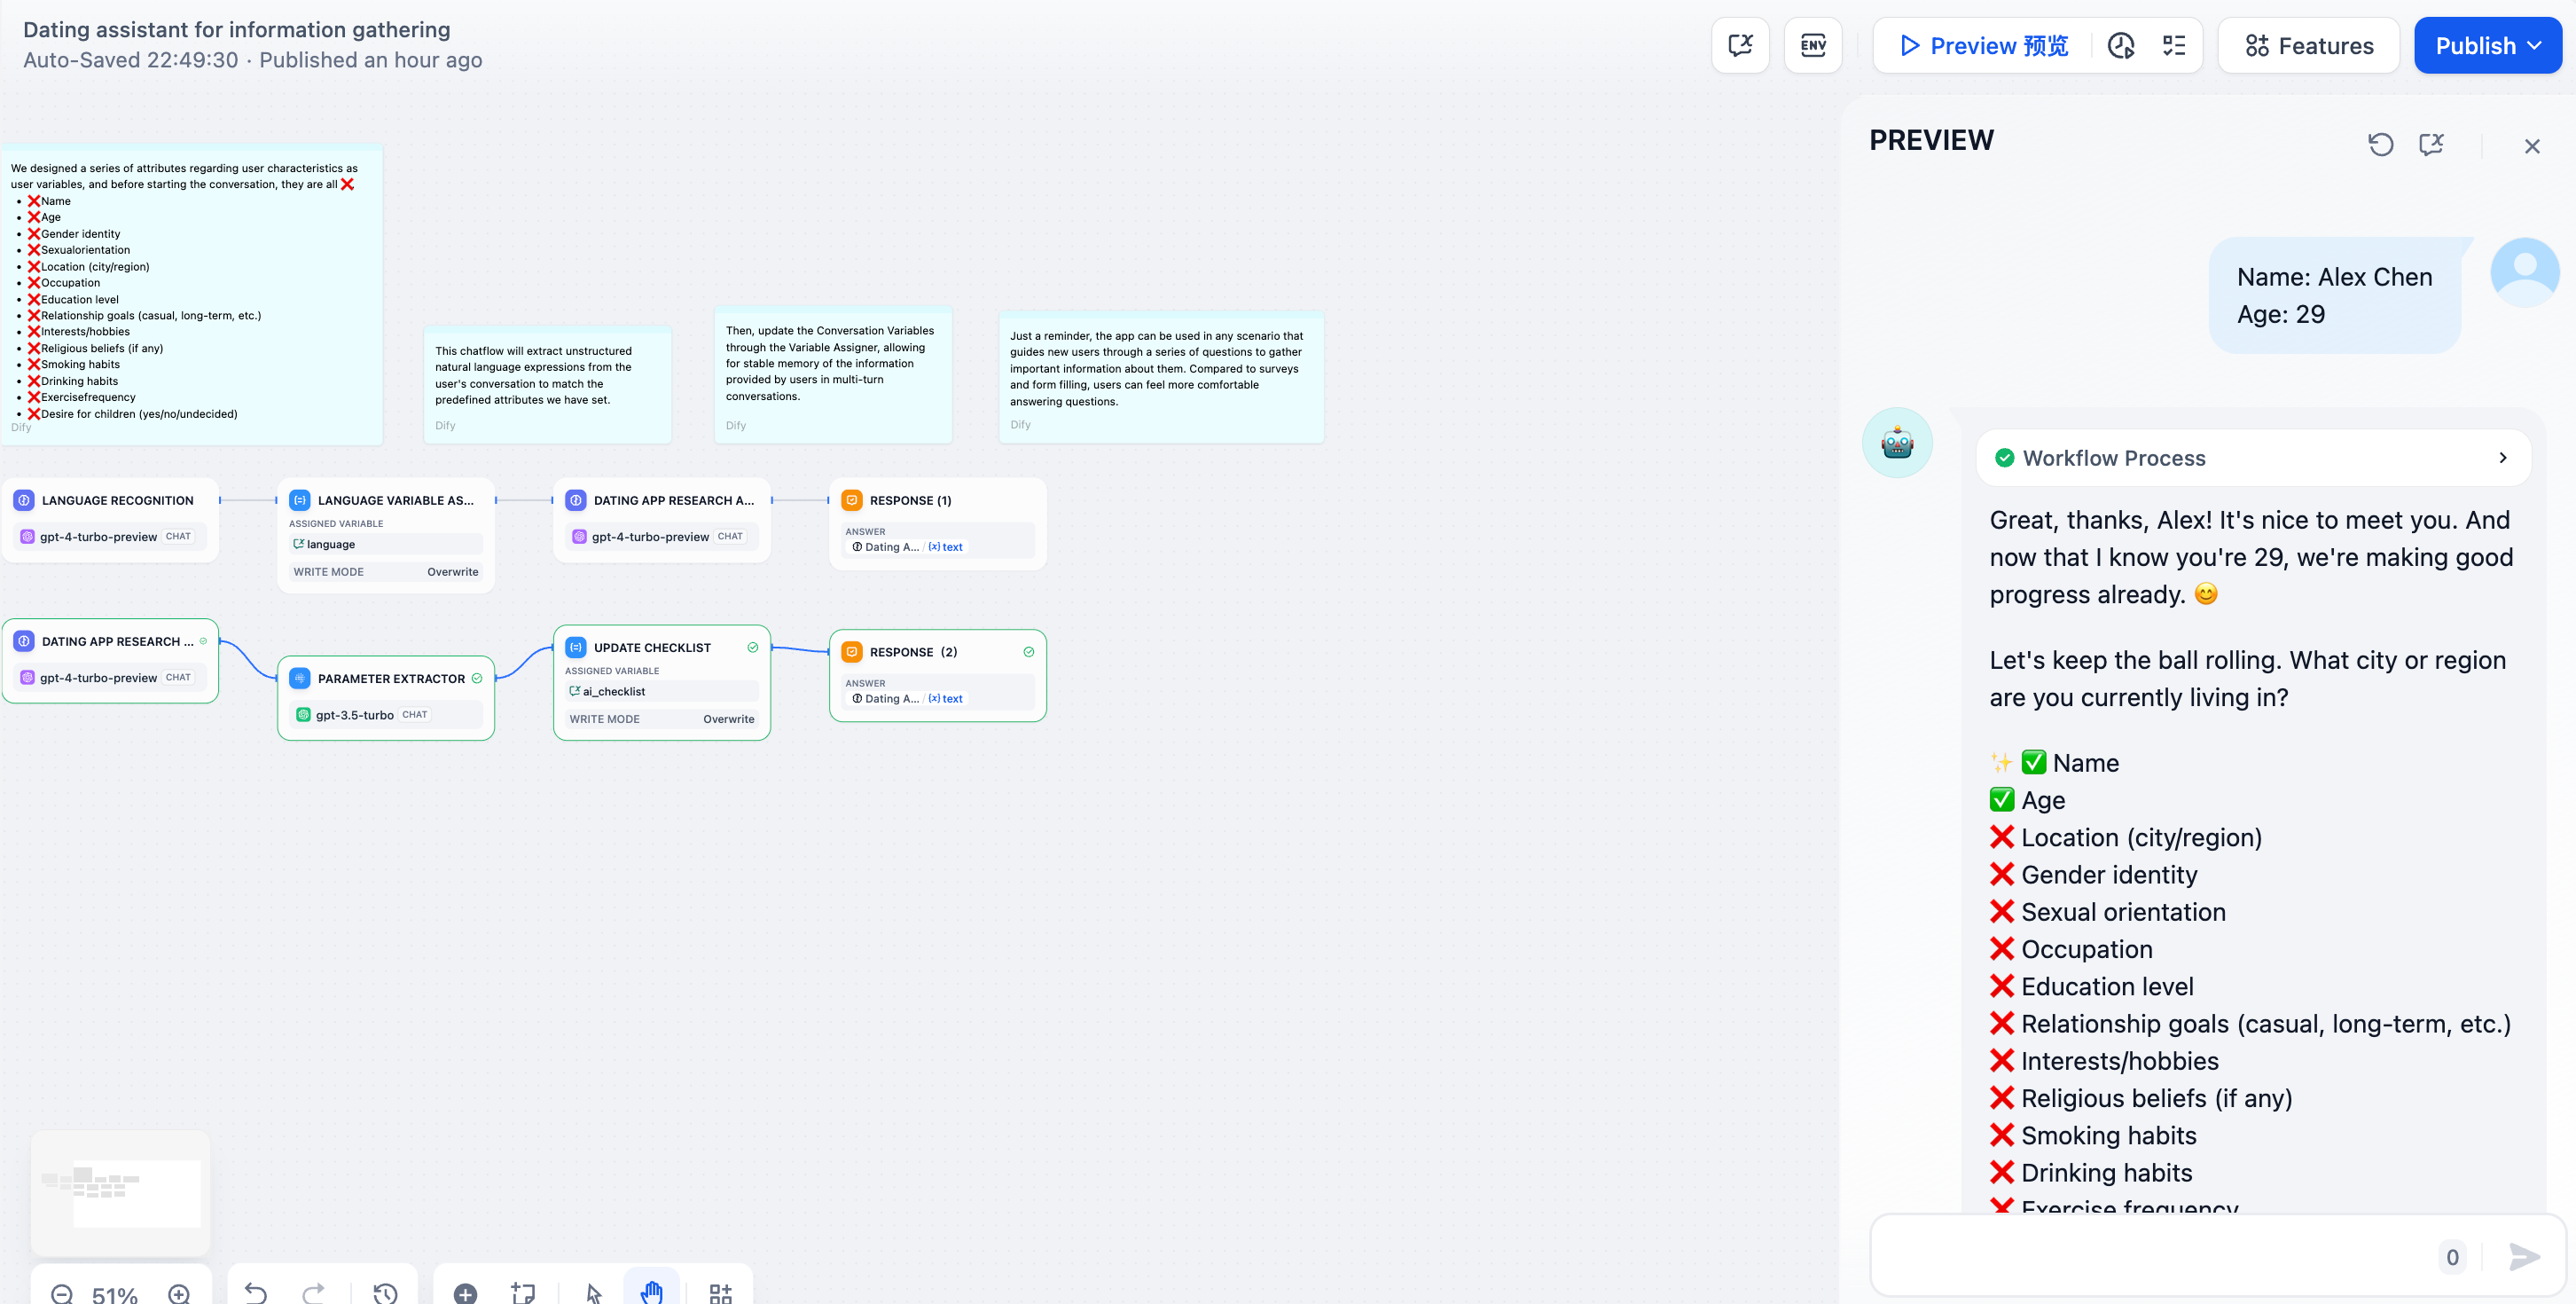 Dating assistant for information gathering
Auto-Saved 22:49:30 · Published an hour ago
ENV
Preview 预览
Features
Publish
We designed a series of attributes regarding user characteristics as
user variables, and before starting the conversation, they are all ❌
• ❌Name
• ❌Age
• ❌Gender identity
• ❌Sexualorientation
• ❌Location (city/region)
• ❌Occupation
• ❌Education level
• ❌Relationship goals (casual, long-term, etc.)
• ❌Interests/hobbies
• ❌Religious beliefs (if any)
• ❌Smoking habits
• ❌Drinking habits
• ❌Exercisefrequency
• ❌Desire for children (yes/no/undecided)
Dify
This chatflow will extract unstructured
natural language expressions from the
user's conversation to match the
predefined attributes we have set.
Dify
Then, update the Conversation Variables
through the Variable Assigner, allowing
for stable memory of the information
provided by users in multi-turn
conversations.
Dify
Just a reminder, the app can be used in any scenario that
guides new users through a series of questions to gather
important information about them. Compared to surveys
and form filling, users can feel more comfortable
answering questions.
Dify
LANGUAGE RECOGNITION
gpt-4-turbo-preview CHAT
LANGUAGE VARIABLE AS...
ASSIGNED VARIABLE
language
WRITE MODE Overwrite
DATING APP RESEARCH A...
gpt-4-turbo-preview CHAT
RESPONSE (1)
ANSWER
Dating A... / {x} text
DATING APP RESEARCH ...
gpt-4-turbo-preview CHAT
PARAMETER EXTRACTOR
gpt-3.5-turbo CHAT
UPDATE CHECKLIST
ASSIGNED VARIABLE
ai_checklist
WRITE MODE Overwrite
RESPONSE (2)
ANSWER
Dating A... / {x} text
51%
PREVIEW
Name: Alex Chen
Age: 29
Workflow Process
Great, thanks, Alex! It's nice to meet you. And
now that I know you're 29, we're making good
progress already. 😊
Let's keep the ball rolling. What city or region
are you currently living in?
✨ ✅ Name
✅ Age
❌ Location (city/region)
❌ Gender identity
❌ Sexual orientation
❌ Occupation
❌ Education level
❌ Relationship goals (casual, long-term, etc.)
❌ Interests/hobbies
❌ Religious beliefs (if any)
❌ Smoking habits
❌ Drinking habits
❌ Exercise frequency
0